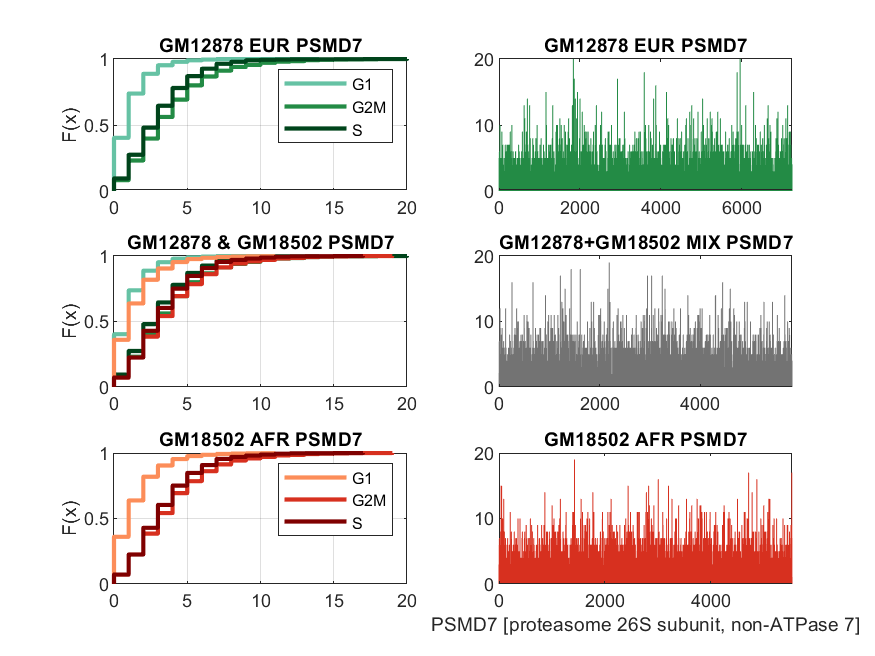 GM12878 EUR PSMD7
1
0.5
0
F(x)
G1
G2M
S
0 5 10 15 20
GM12878 EUR PSMD7
20
10
0
0 2000 4000 6000
GM12878 & GM18502 PSMD7
1
0.5
0
F(x)
0 5 10 15 20
GM12878+GM18502 MIX PSMD7
20
10
0
0 2000 4000
GM18502 AFR PSMD7
1
0.5
0
F(x)
G1
G2M
S
0 5 10 15 20
GM18502 AFR PSMD7
20
10
0
0 2000 4000
PSMD7 [proteasome 26S subunit, non-ATPase 7]